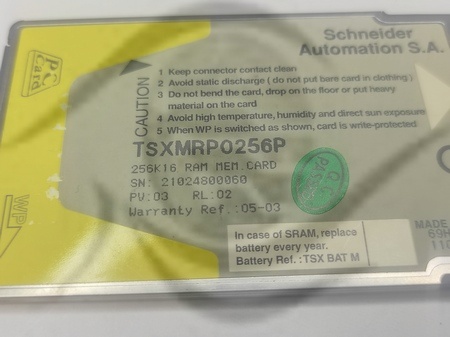 PC
Card
Schneider
Automation S.A.
CAUTION
1 Keep connector contact clean
2 Avoid static discharge ( do not put bare card in clothing )
3 Do not bend the card, drop on the floor or put heavy
material on the card
4 Avoid high temperature, humidity and direct sun exposure
5 When WP is switched as shown, card is write-protected.
TSXMRP0256P
256K16 RAM MEM.CARD
SN: 21024800060
PV:03 RL:02
Warranty Ref.:05-03
Q.C.
PASSED
WP
In case of SRAM, replace
battery every year.
Battery Ref. :TSX BAT M
MADE
69H
110